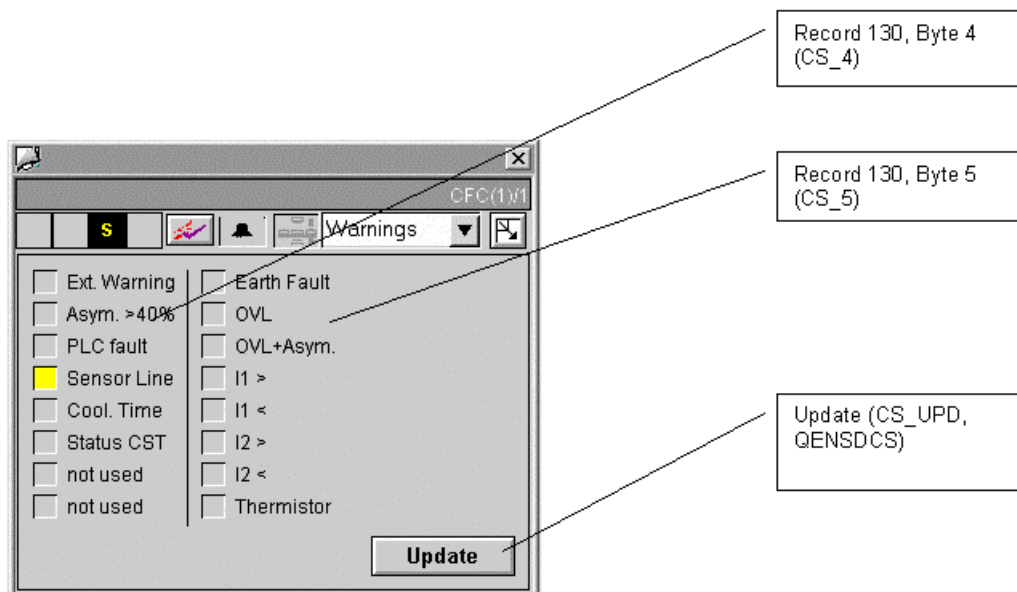 Record 130, Byte 4
(CS_4)
Record 130, Byte 5
(CS_5)
CFC(1)/1
S
Warnings
Ext. Warning
Asym. >40%
PLC fault
Sensor Line
Cool. Time
Status CST
not used
not used
Earth Fault
OVL
OVL+Asym.
I1 >
I1 <
I2 >
I2 <
Thermistor
Update
Update (CS_UPD,
QENSDCS)